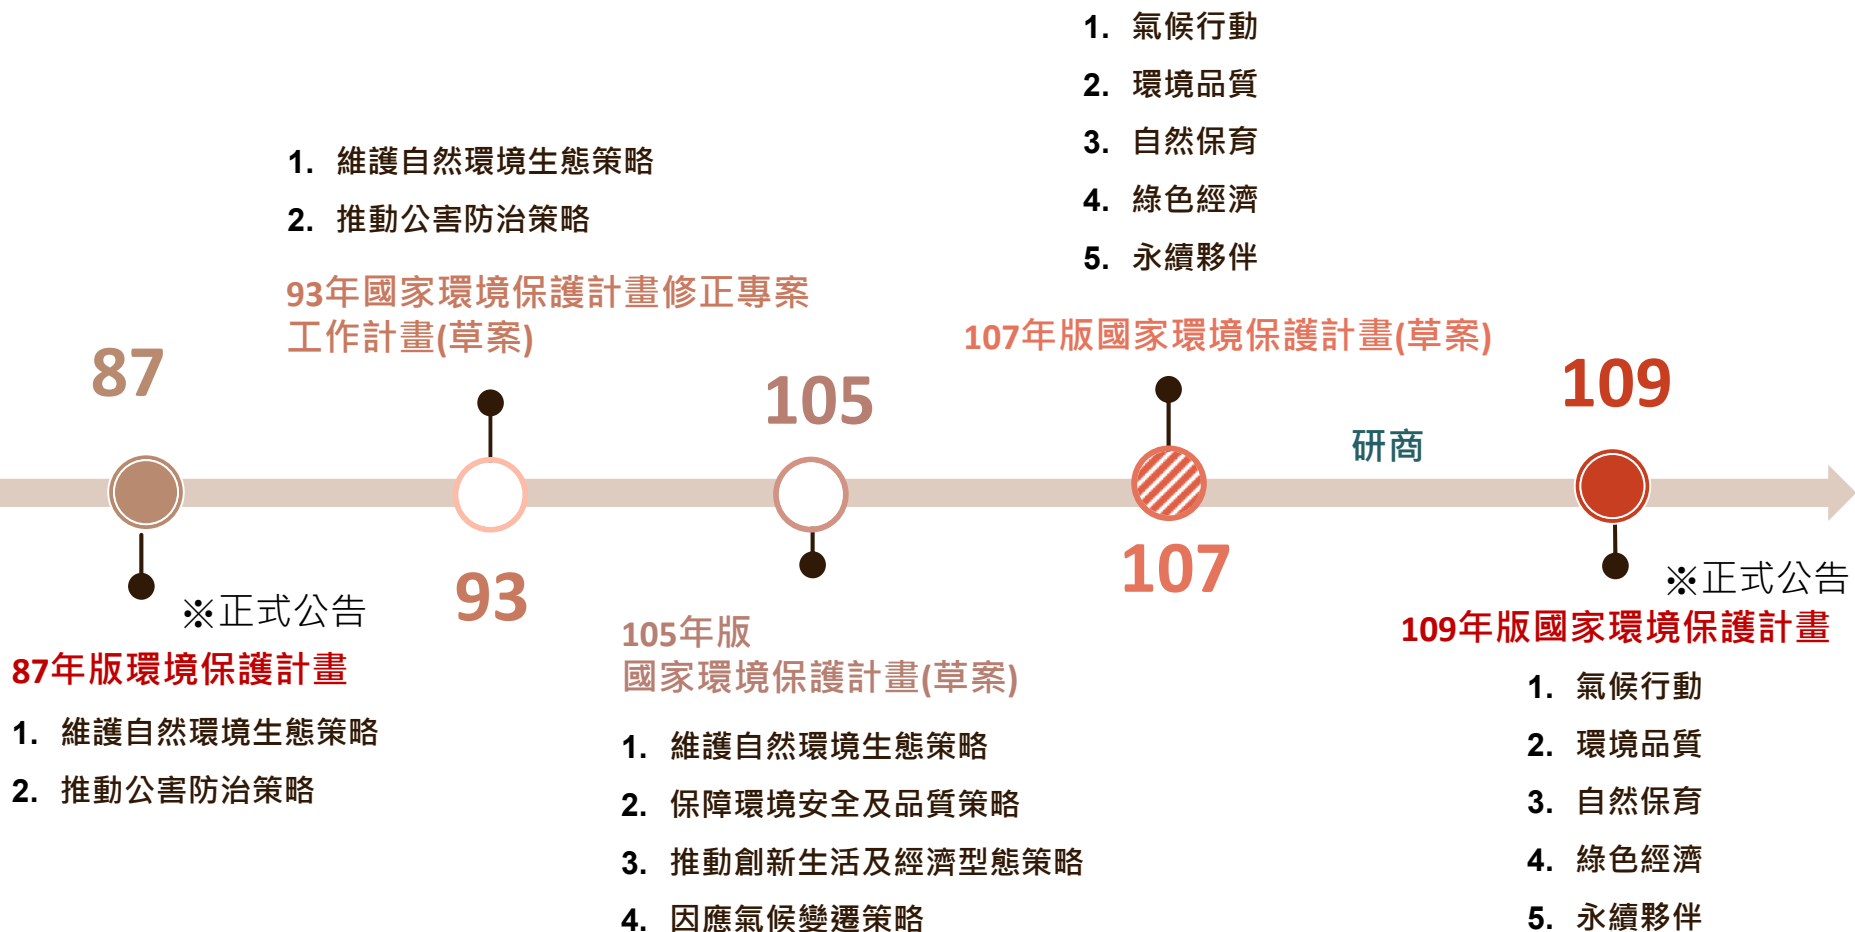 87
※正式公告
87年版環境保護計畫
1. 維護自然環境生態策略
2. 推動公害防治策略
1. 維護自然環境生態策略
2. 推動公害防治策略
93年國家環境保護計畫修正專案
工作計畫(草案)
93
105
105年版
國家環境保護計畫(草案)
1. 維護自然環境生態策略
2. 保障環境安全及品質策略
3. 推動創新生活及經濟型態策略
4. 因應氣候變遷策略
1. 氣候行動
2. 環境品質
3. 自然保育
4. 綠色經濟
5. 永續夥伴
107年版國家環境保護計畫(草案)
107
研商
109
※正式公告
109年版國家環境保護計畫
1. 氣候行動
2. 環境品質
3. 自然保育
4. 綠色經濟
5. 永續夥伴